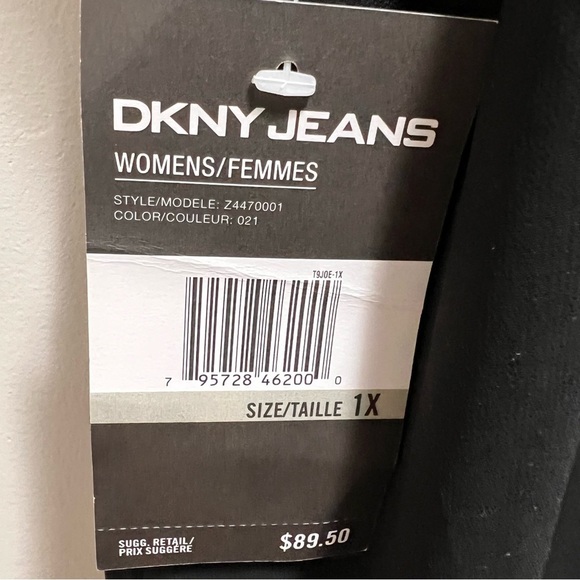 DKNY JEANS
WOMENS/FEMMES
STYLE/MODELE: Z4470001
COLOR/COULEUR: 021
T9J0E-1X
7 95728 46200 0
SIZE/TAILLE 1X
SUGG. RETAIL/
PRIX SUGGÉRÉ
$89.50